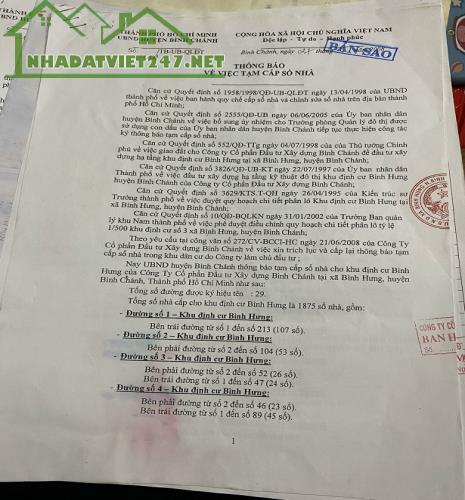 NHADATVIET247.NET
THÀNH PHỐ HỒ CHÍ MINH
UBND HUYỆN BÌNH CHÁNH
CỘNG HÒA XÃ HỘI CHỦ NGHĨA VIỆT NAM
Độc lập - Tự do - Hạnh phúc
Số /TB-UB-QLĐT
Bình Chánh, ngày 27 tháng
BẢN SAO
THÔNG BÁO
VỀ VIỆC TẠM CẤP SỐ NHÀ
Căn cứ Quyết định số 1958/1998/QĐ-UB-QLĐT ngày 13/04/1998 của UBND
thành phố về việc ban hành quy chế cấp số nhà và chỉnh sửa số nhà trên địa bàn thành
phố Hồ Chí Minh;
Căn cứ Quyết định số 2555/QĐ-UB ngày 06/06/2005 của Ủy ban nhân dân
huyện Bình Chánh về việc bổ sung ủy nhiệm cho Trưởng phòng Quản lý đô thị được
sử dụng con dấu của Ủy ban nhân dân huyện Bình Chánh tiếp tục thực hiện công tác
ký thông báo tạm cấp số nhà;
Căn cứ Quyết định số 552/QĐ-TTg ngày 04/07/1998 của Thủ tướng Chính
phủ về việc giao đất cho Công ty Cổ phần Đầu tư Xây dựng Bình Chánh để đầu tư xây
dựng hạ tầng khu định cư Bình Hưng tại xã Bình Hưng, huyện Bình Chánh;
Căn cứ Quyết định số 3826/QĐ-UB-KT ngày 22/07/1997 của Ủy ban nhân dân
Thành phố về việc đầu tư xây dựng hạ tầng kỹ thuật đô thị khu định cư Bình Hưng
huyện Bình Chánh của Công ty Cổ phần Đầu tư Xây dựng Bình Chánh;
Căn cứ Quyết định số 3629/KTS.T-QH ngày 26/04/1995 của Kiến trúc sư
Trưởng thành phố về việc duyệt quy hoạch chi tiết phân lô Khu định cư Bình Hưng tại
xã Bình Hưng, huyện Bình Chánh;
Căn cứ Quyết định số 10/QĐ-BQLKN ngày 31/01/2002 của Trưởng Ban quản
lý khu Nam thành phố về việc phê duyệt điều chỉnh quy hoạch chi tiết phân lô tỷ lệ
1/500 khu định cư số 3 xã Bình Hưng, huyện Bình Chánh;
Theo yêu cầu tại công văn số 272/CV-BCCI-HC ngày 21/06/2008 của Công Ty
Cổ phần Đầu tư Xây dựng Bình Chánh về việc xin trích lục và cấp lại thông báo tạm
cấp số nhà trong khu dân cư do Công ty làm chủ đầu tư ;
Nay UBND huyện Bình Chánh thông báo tạm cấp số nhà cho khu định cư Bình
Hưng của Công Ty Cổ phần Đầu tư Xây dựng Bình Chánh tại xã Bình Hưng, huyện
Bình Chánh, Thành phố Hồ Chí Minh như sau:
Tổng số đường được ký hiệu tên : 29.
Tổng số nhà cấp cho khu định cư Bình Hưng là 1875 số nhà, gồm:
- Đường số 1 – Khu định cư Bình Hưng:
Bên trái đường từ số 1 đến số 213 (107 số).
- Đường số 2 – Khu định cư Bình Hưng:
Bên phải đường từ số 2 đến số 104 (53 số).
- Đường số 3 – Khu định cư Bình Hưng:
Bên phải đường từ số 2 đến số 52 (26 số).
Bên trái đường từ số 1 đến số 47 (24 số).
- Đường số 4 – Khu định cư Bình Hưng:
Bên phải đường từ số 2 đến số 46 (23 số).
Bên trái đường từ số 1 đến số 89 (45 số).
CÔNG TY CỔ
BAN H
Số
1